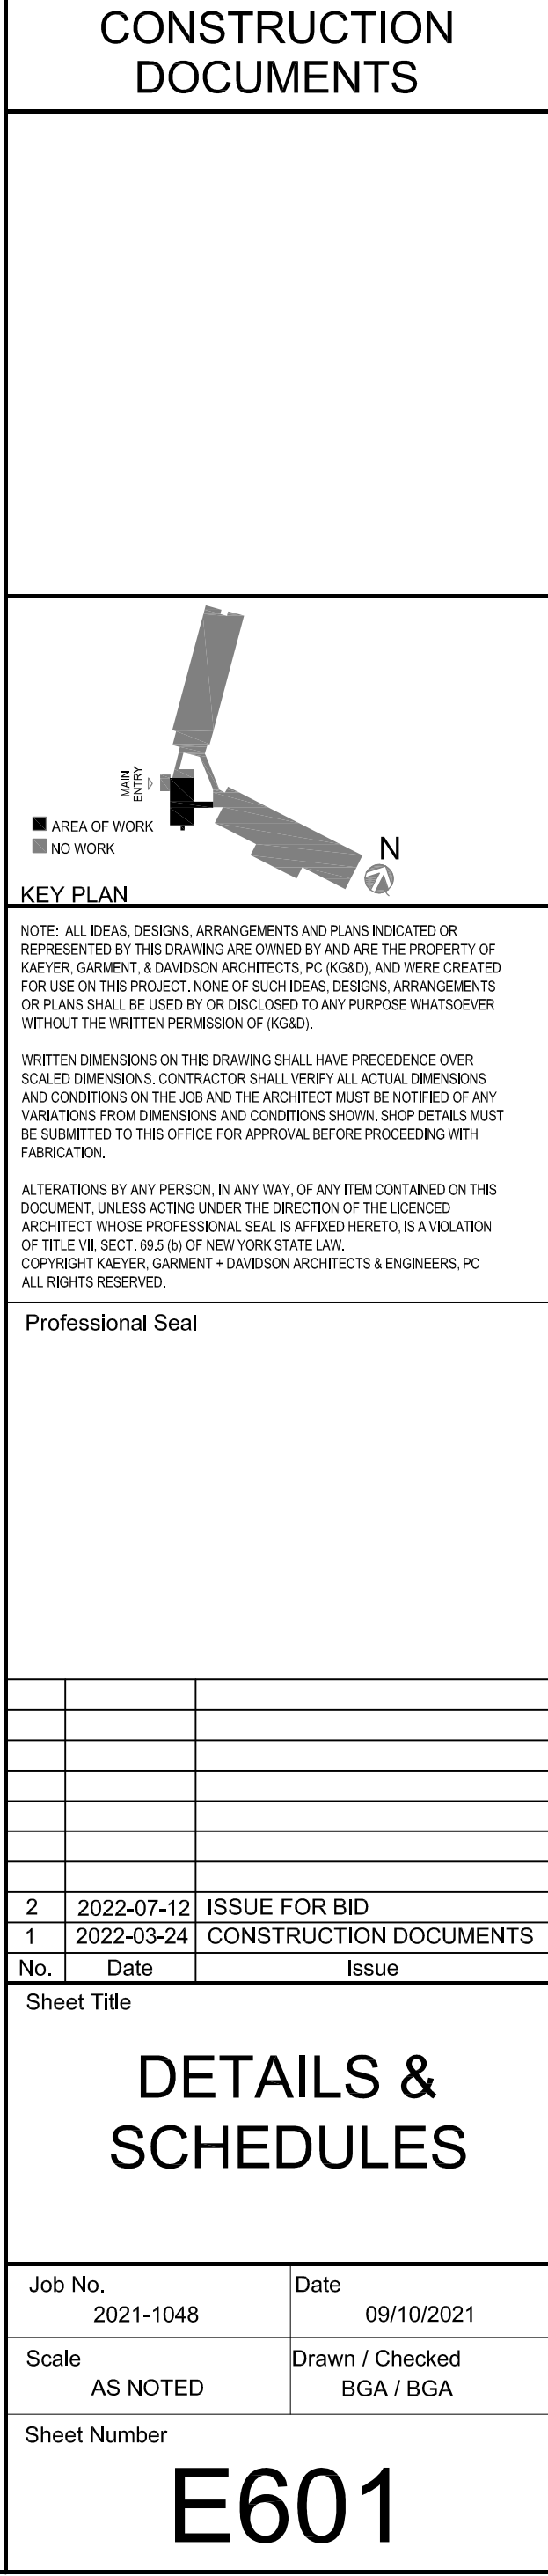 CONSTRUCTION
DOCUMENTS
MAIN
ENTRY
AREA OF WORK
NO WORK
N
KEY PLAN
NOTE: ALL IDEAS, DESIGNS, ARRANGEMENTS AND PLANS INDICATED OR
REPRESENTED BY THIS DRAWING ARE OWNED BY AND ARE THE PROPERTY OF
KAEYER, GARMENT, & DAVIDSON ARCHITECTS, PC (KG&D), AND WERE CREATED
FOR USE ON THIS PROJECT. NONE OF SUCH IDEAS, DESIGNS, ARRANGEMENTS
OR PLANS SHALL BE USED BY OR DISCLOSED TO ANY PURPOSE WHATSOEVER
WITHOUT THE WRITTEN PERMISSION OF (KG&D).
WRITTEN DIMENSIONS ON THIS DRAWING SHALL HAVE PRECEDENCE OVER
SCALED DIMENSIONS. CONTRACTOR SHALL VERIFY ALL ACTUAL DIMENSIONS
AND CONDITIONS ON THE JOB AND THE ARCHITECT MUST BE NOTIFIED OF ANY
VARIATIONS FROM DIMENSIONS AND CONDITIONS SHOWN. SHOP DETAILS MUST
BE SUBMITTED TO THIS OFFICE FOR APPROVAL BEFORE PROCEEDING WITH
FABRICATION.
ALTERATIONS BY ANY PERSON, IN ANY WAY, OF ANY ITEM CONTAINED ON THIS
DOCUMENT, UNLESS ACTING UNDER THE DIRECTION OF THE LICENCED
ARCHITECT WHOSE PROFESSIONAL SEAL IS AFFIXED HERETO, IS A VIOLATION
OF TITLE VII, SECT. 69.5 (b) OF NEW YORK STATE LAW.
COPYRIGHT KAEYER, GARMENT + DAVIDSON ARCHITECTS & ENGINEERS, PC
ALL RIGHTS RESERVED.
Professional Seal
2 2022-07-12 ISSUE FOR BID
1 2022-03-24 CONSTRUCTION DOCUMENTS
No. Date Issue
Sheet Title
DETAILS &
SCHEDULES
Job No. Date
2021-1048 09/10/2021
Scale Drawn / Checked
AS NOTED BGA / BGA
Sheet Number
E601